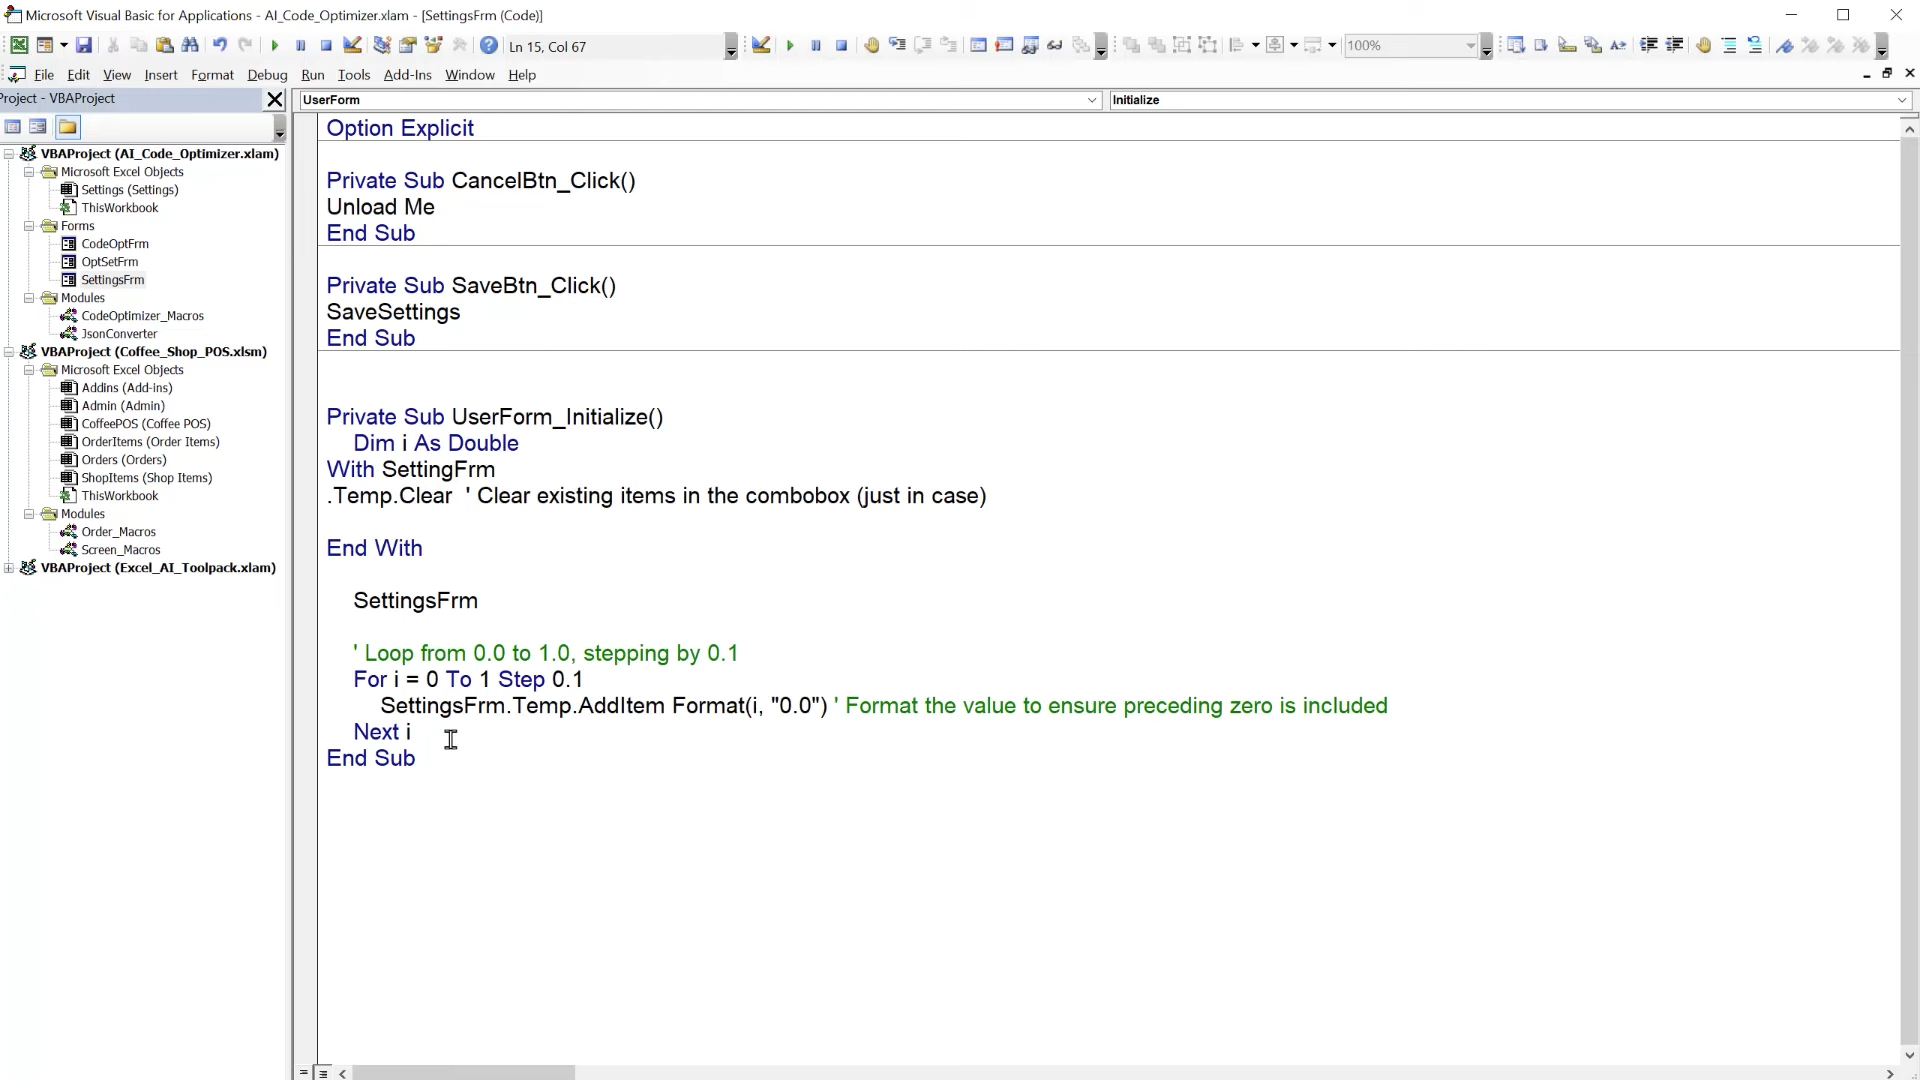 Microsoft Visual Basic for Applications - AI_Code_Optimizer.xlam - [SettingsFrm (Code)]
Ln 15, Col 67
100%
File Edit View Insert Format Debug Run Tools Add-Ins Window Help
Project - VBAProject
UserForm
Initialize
VBAProject (AI_Code_Optimizer.xlam)
Microsoft Excel Objects
Settings (Settings)
ThisWorkbook
Forms
CodeOptFrm
OptSetFrm
SettingsFrm
Modules
CodeOptimizer_Macros
JsonConverter
VBAProject (Coffee_Shop_POS.xlsm)
Microsoft Excel Objects
Addins (Add-ins)
Admin (Admin)
CoffeePOS (Coffee POS)
OrderItems (Order Items)
Orders (Orders)
ShopItems (Shop Items)
ThisWorkbook
Modules
Order_Macros
Screen_Macros
VBAProject (Excel_AI_Toolpack.xlam)
Option Explicit
Private Sub CancelBtn_Click()
Unload Me
End Sub
Private Sub SaveBtn_Click()
SaveSettings
End Sub
Private Sub UserForm_Initialize()
Dim i As Double
With SettingFrm
.Temp.Clear ' Clear existing items in the combobox (just in case)
End With
SettingsFrm
' Loop from 0.0 to 1.0, stepping by 0.1
For i = 0 To 1 Step 0.1
SettingsFrm.Temp.AddItem Format(i, "0.0") ' Format the value to ensure preceding zero is included
Next i
End Sub